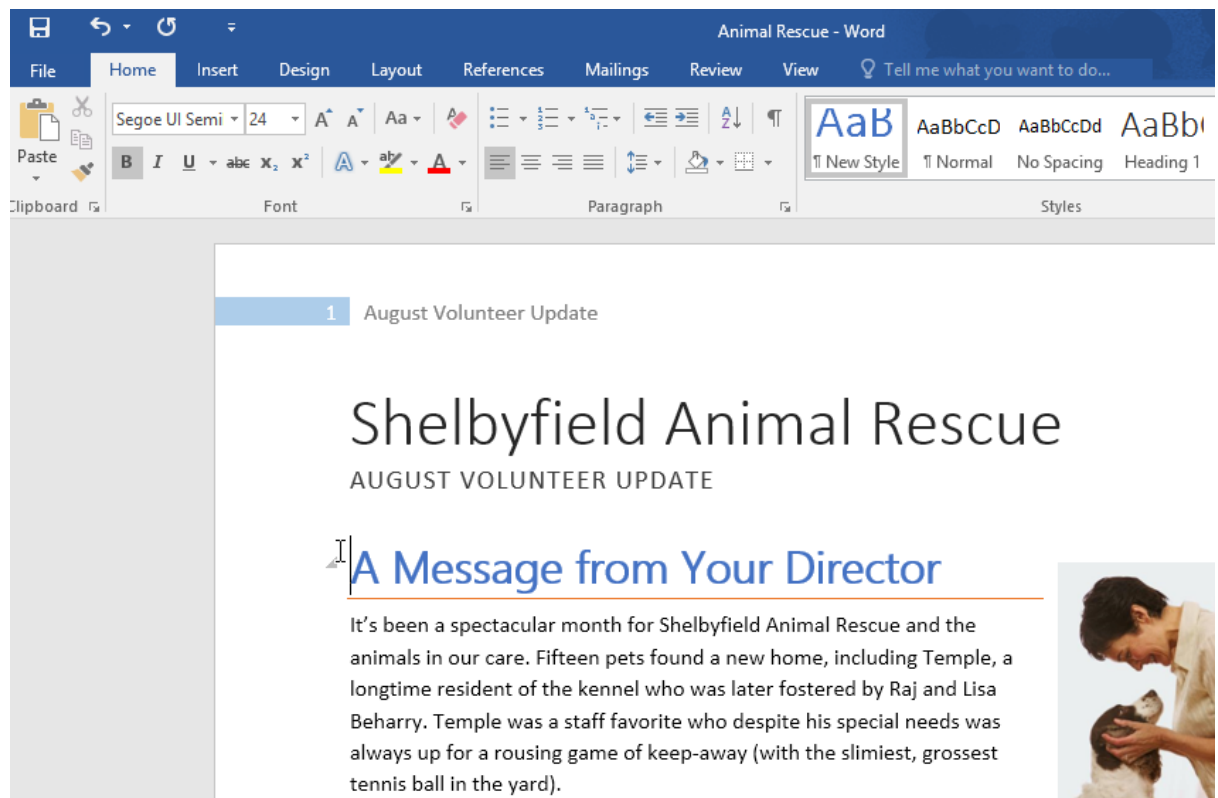 Animal Rescue - Word
File Home Insert Design Layout References Mailings Review View Tell me what you want to do...
Segoe UI Semi 24 Aa AaB AaBbCcD AaBbCcDd AaBb(
Paste B I U abc X₂ X² A ab A ¶ New Style ¶ Normal No Spacing Heading 1
Clipboard Font Paragraph Styles
1 August Volunteer Update
Shelbyfield Animal Rescue
AUGUST VOLUNTEER UPDATE
A Message from Your Director
It’s been a spectacular month for Shelbyfield Animal Rescue and the
animals in our care. Fifteen pets found a new home, including Temple, a
longtime resident of the kennel who was later fostered by Raj and Lisa
Beharry. Temple was a staff favorite who despite his special needs was
always up for a rousing game of keep-away (with the slimiest, grossest
tennis ball in the yard).